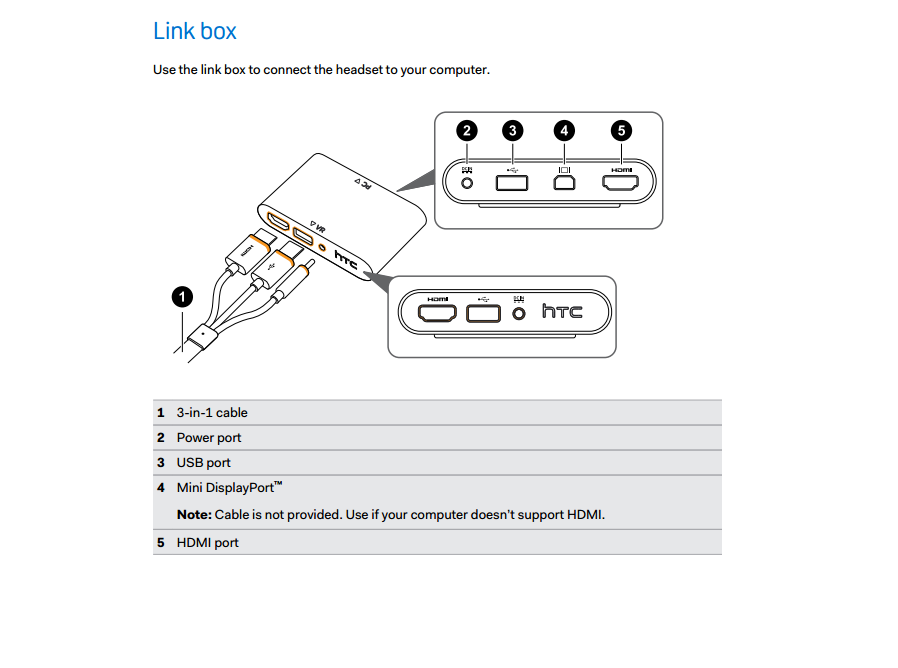 Link box
Use the link box to connect the headset to your computer.
2 3 4 5
HDMI
PC
VR
HDMI
hTC
1
HDMI
hTC
1 3-in-1 cable
2 Power port
3 USB port
4 Mini DisplayPort™
Note: Cable is not provided. Use if your computer doesn't support HDMI.
5 HDMI port